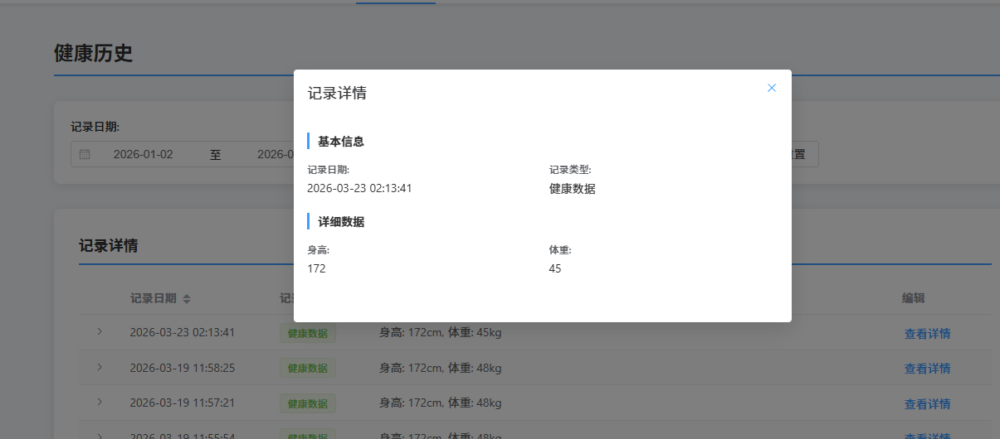 健康历史
记录详情
基本信息
记录日期:
记录类型:
2026-03-23 02:13:41
健康数据
详细数据
身高:
体重:
172
45
记录日期:
2026-01-02 至 2026-0
置
记录详情
记录日期 记 编辑
2026-03-23 02:13:41 健康数据 身高: 172cm, 体重: 45kg 查看详情
2026-03-19 11:58:25 健康数据 身高: 172cm, 体重: 48kg 查看详情
2026-03-19 11:57:21 健康数据 身高: 172cm, 体重: 48kg 查看详情
2026-03-19 11:55:54 健康数据 身高: 172cm, 体重: 48kg 查看详情